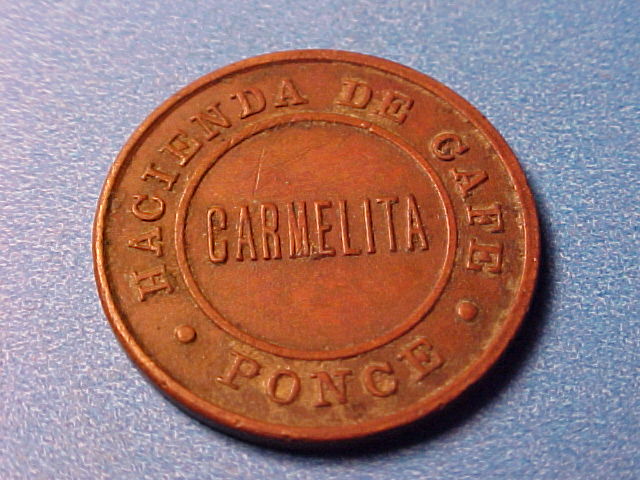 HACIENDA DE CAFE
CARMELITA
• PONCE •